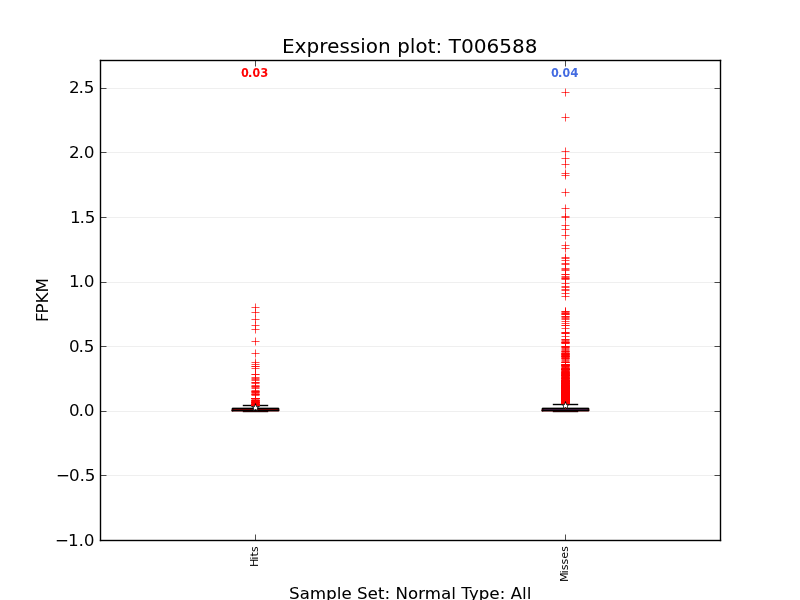 Expression plot: T006588
0.03 0.04
2.5
2.0
1.5
1.0
0.5
0.0
−0.5
−1.0
FPKM
Hits
Misses
Sample Set: Normal Type: All